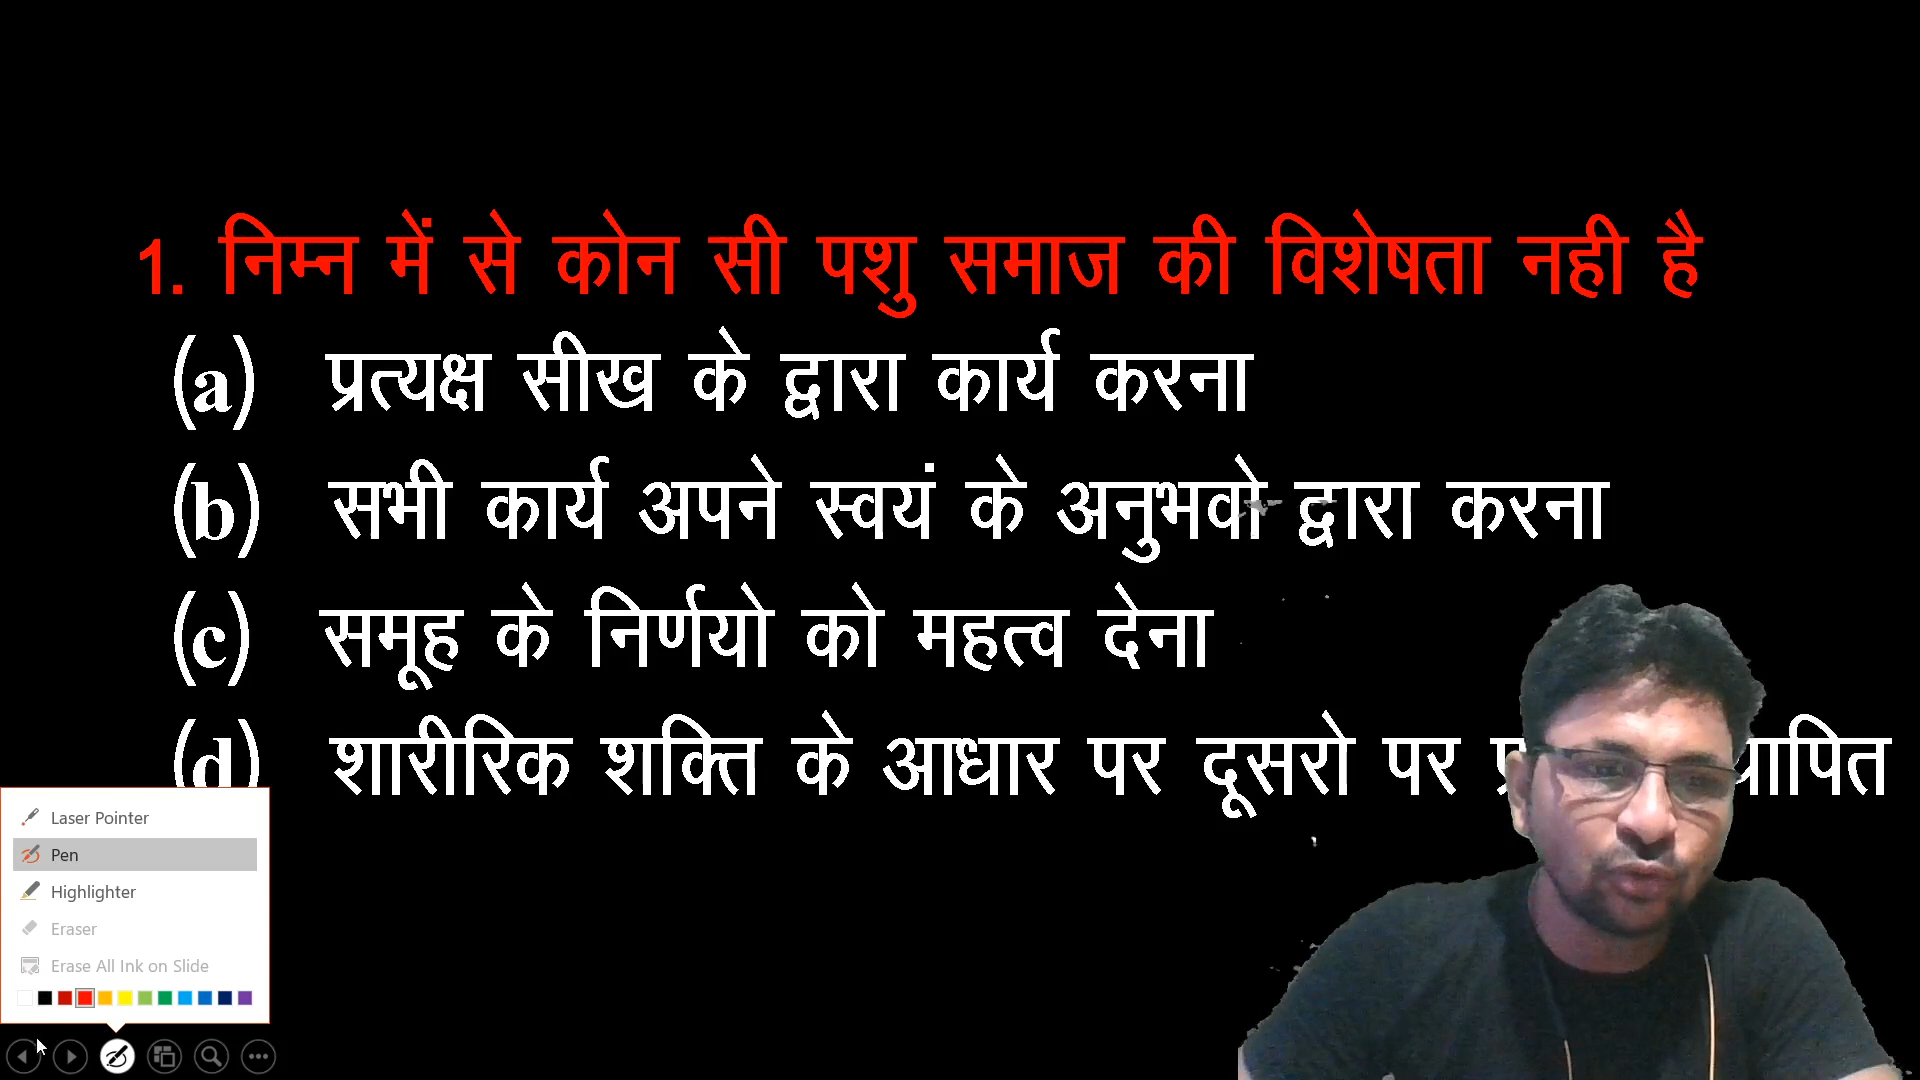 1. निम्न में से कोन सी पशु समाज की विशेषता नही है
(a) प्रत्यक्ष सीख के द्वारा कार्य करना
(b) सभी कार्य अपने स्वयं के अनुभवो द्वारा करना
(c) समूह के निर्णयो को महत्व देना
(d) शारीरिक शक्ति के आधार पर दूसरो पर
Laser Pointer
Pen
Highlighter
Eraser
Erase All Ink on Slide